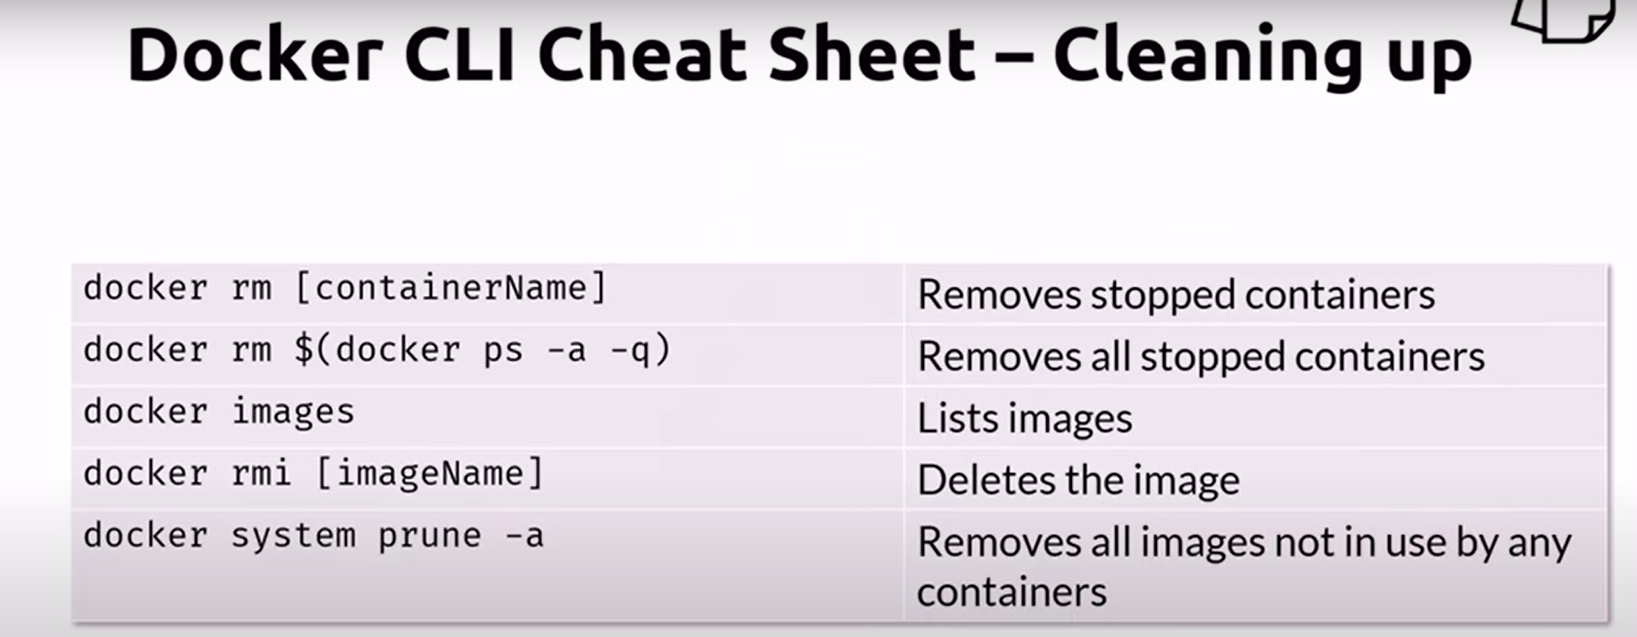 Docker CLI Cheat Sheet – Cleaning up
docker rm [containerName]
Removes stopped containers
docker rm $(docker ps -a -q)
Removes all stopped containers
docker images
Lists images
docker rmi [imageName]
Deletes the image
docker system prune -a
Removes all images not in use by any
containers